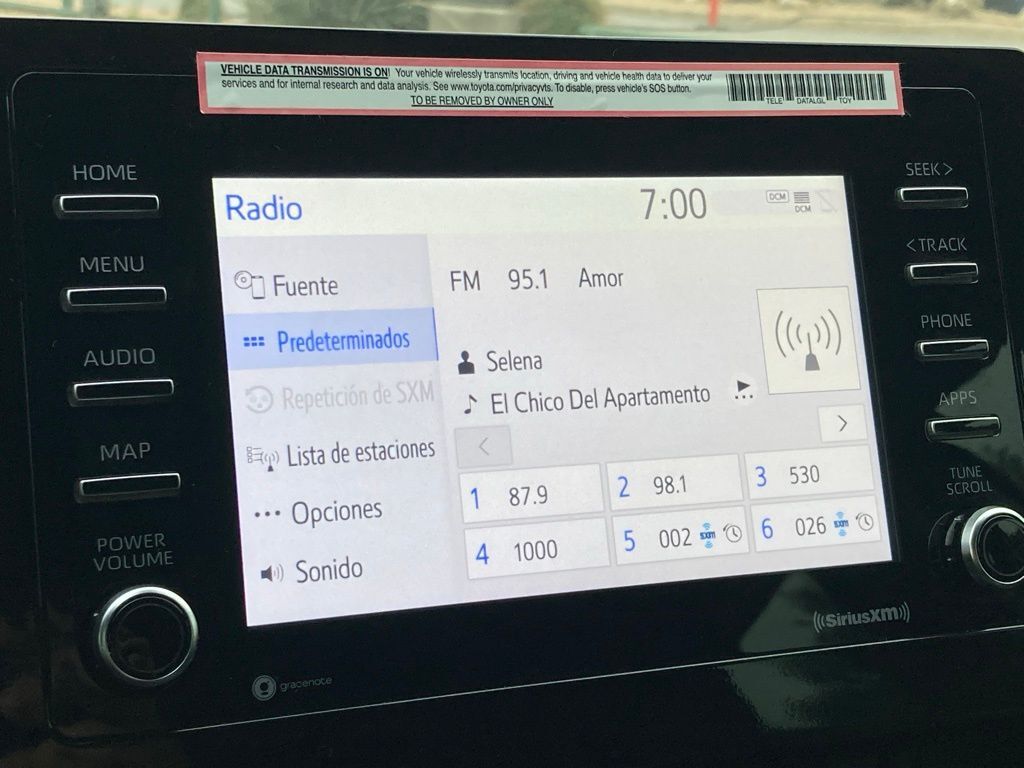 VEHICLE DATA TRANSMISSION IS ON! Your vehicle wirelessly transmits location, driving and vehicle health data to deliver your
services and for internal research and data analysis. See www.toyota.com/privacyvts. To disable, press vehicle's SOS button.
TO BE REMOVED BY OWNER ONLY
TELE DATALGL TOY
HOME
MENU
AUDIO
MAP
POWER
VOLUME
Radio
7:00
DCM
DCM
Fuente
Predeterminados
Repetición de SXM
Lista de estaciones
Opciones
Sonido
FM 95.1 Amor
Selena
El Chico Del Apartamento
1 87.9
2 98.1
3 530
4 1000
5 002 SXM
6 026 SXM
SEEK >
< TRACK
PHONE
APPS
TUNE
SCROLL
gracenote
((SiriusXM))